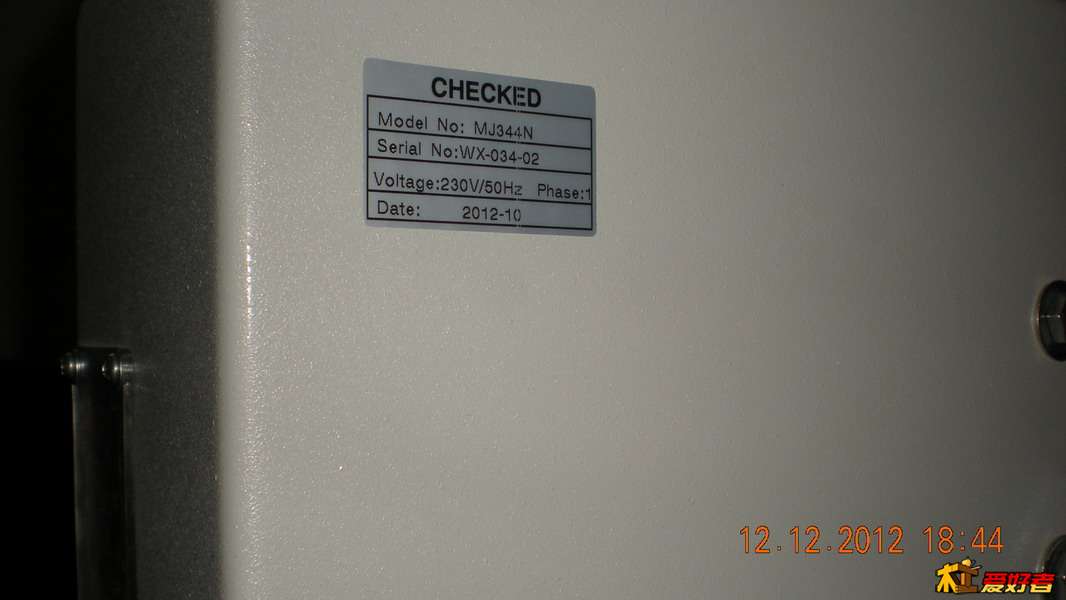 CHECKED
Model No: MJ344N
Serial No:WX-034-02
Voltage:230V/50Hz Phase:1
Date: 2012-10
12.12.2012 18:44
木工爱好者